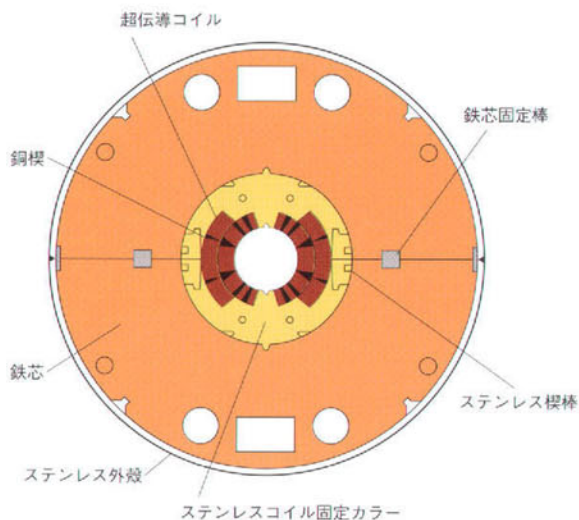 超伝導コイル
鉄芯固定棒
銅楔
鉄芯
ステンレス楔棒
ステンレス外殻
ステンレスコイル固定カラー